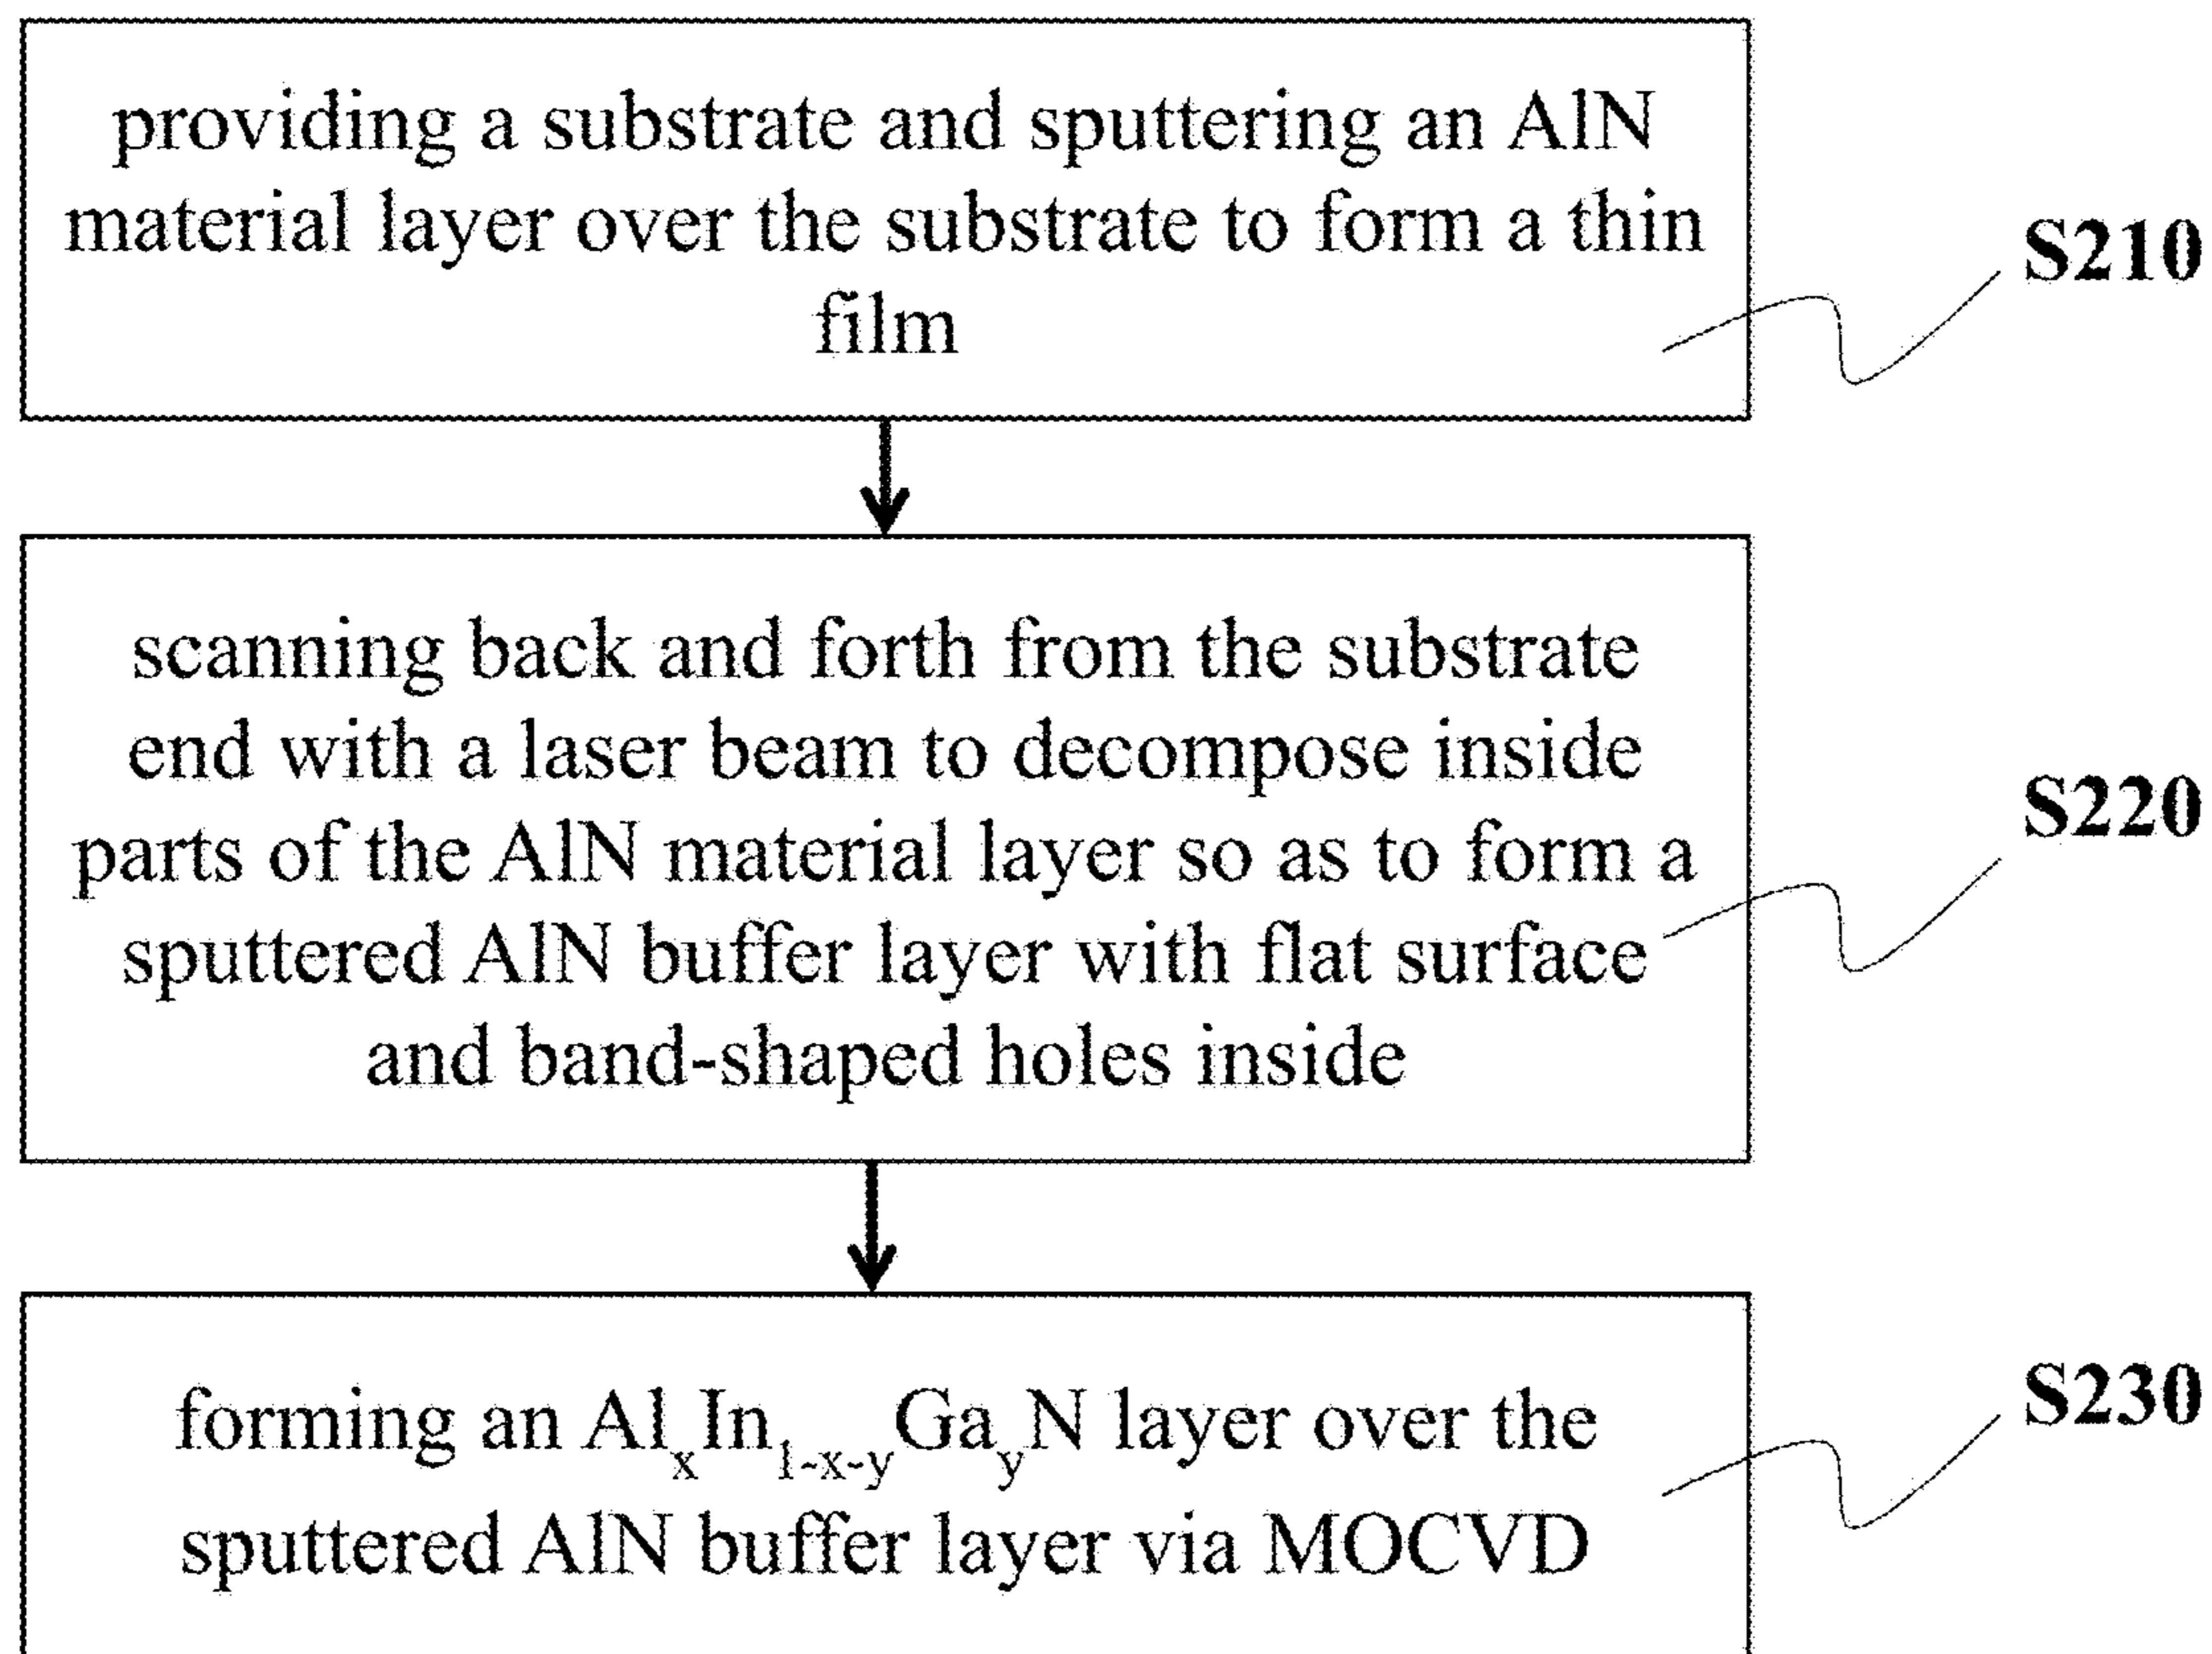 providing a substrate and sputtering an AlN
material layer over the substrate to form a thin
film
S210
scanning back and forth from the substrate
end with a laser beam to decompose inside
parts of the AlN material layer so as to form a
sputtered AlN buffer layer with flat surface
and band-shaped holes inside
S220
forming an AlₓIn₁₋ₓ₋yGayN layer over the
sputtered AlN buffer layer via MOCVD
S230